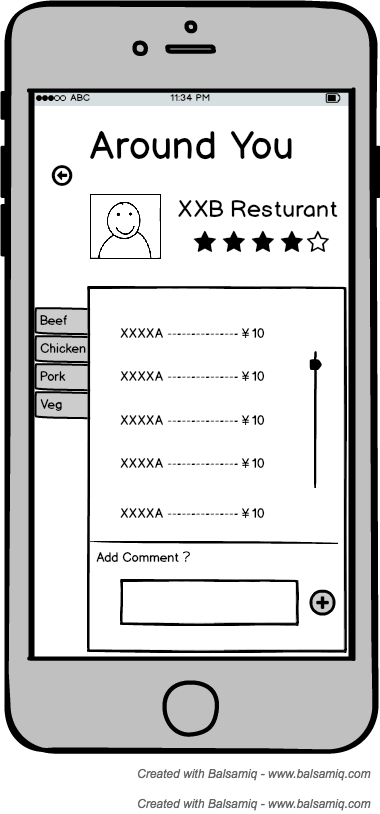 ABC 11:34 PM
Around You
XXB Resturant
Beef
Chicken
Pork
Veg
XXXXA ------------- ¥ 10
XXXXA ------------- ¥ 10
XXXXA ------------- ¥ 10
XXXXA ------------- ¥ 10
XXXXA ------------- ¥ 10
Add Comment ?
Created with Balsamiq - www.balsamiq.com
Created with Balsamiq - www.balsamiq.com